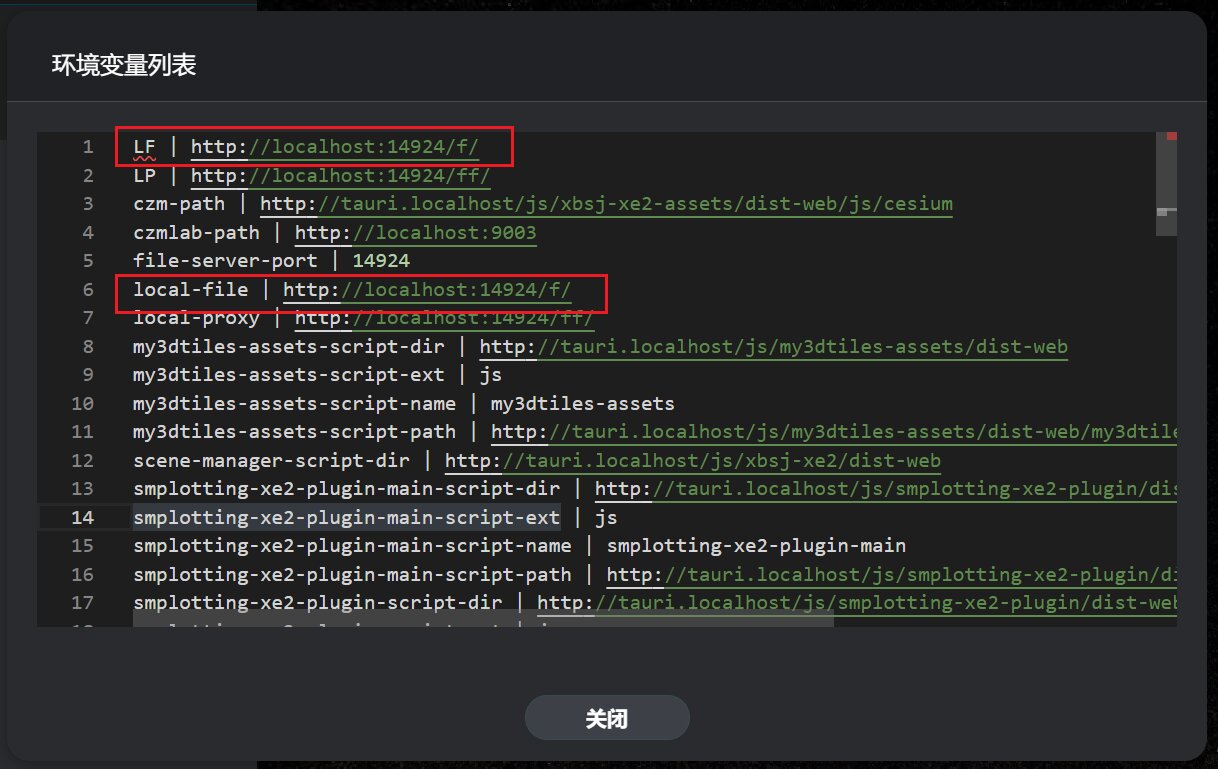 环境变量列表
1 LF | http://localhost:14924/f/
2 LP | http://localhost:14924/ff/
3 czm-path | http://tauri.localhost/js/xbsj-xe2-assets/dist-web/js/cesium
4 czmlab-path | http://localhost:9003
5 file-server-port | 14924
6 local-file | http://localhost:14924/f/
7 local-proxy | http://localhost:14924/ff/
8 my3dtiles-assets-script-dir | http://tauri.localhost/js/my3dtiles-assets/dist-web
9 my3dtiles-assets-script-ext | js
10 my3dtiles-assets-script-name | my3dtiles-assets
11 my3dtiles-assets-script-path | http://tauri.localhost/js/my3dtiles-assets/dist-web/my3dtile
12 scene-manager-script-dir | http://tauri.localhost/js/xbsj-xe2/dist-web
13 smplotting-xe2-plugin-main-script-dir | http://tauri.localhost/js/smplotting-xe2-plugin/dis
14 smplotting-xe2-plugin-main-script-ext | js
15 smplotting-xe2-plugin-main-script-name | smplotting-xe2-plugin-main
16 smplotting-xe2-plugin-main-script-path | http://tauri.localhost/js/smplotting-xe2-plugin/di
17 smplotting-xe2-plugin-script-dir | http://tauri.localhost/js/smplotting-xe2-plugin/dist-web
关闭